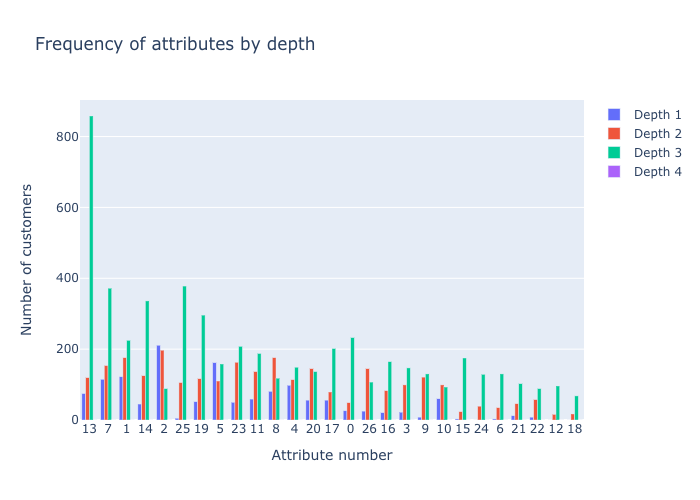 Frequency of attributes by depth
Depth 1
Depth 2
Depth 3
Depth 4
Number of customers
800
600
400
200
0
13 7 1 14 2 25 19 5 23 11 8 4 20 17 0 26 16 3 9 10 15 24 6 21 22 12 18
Attribute number